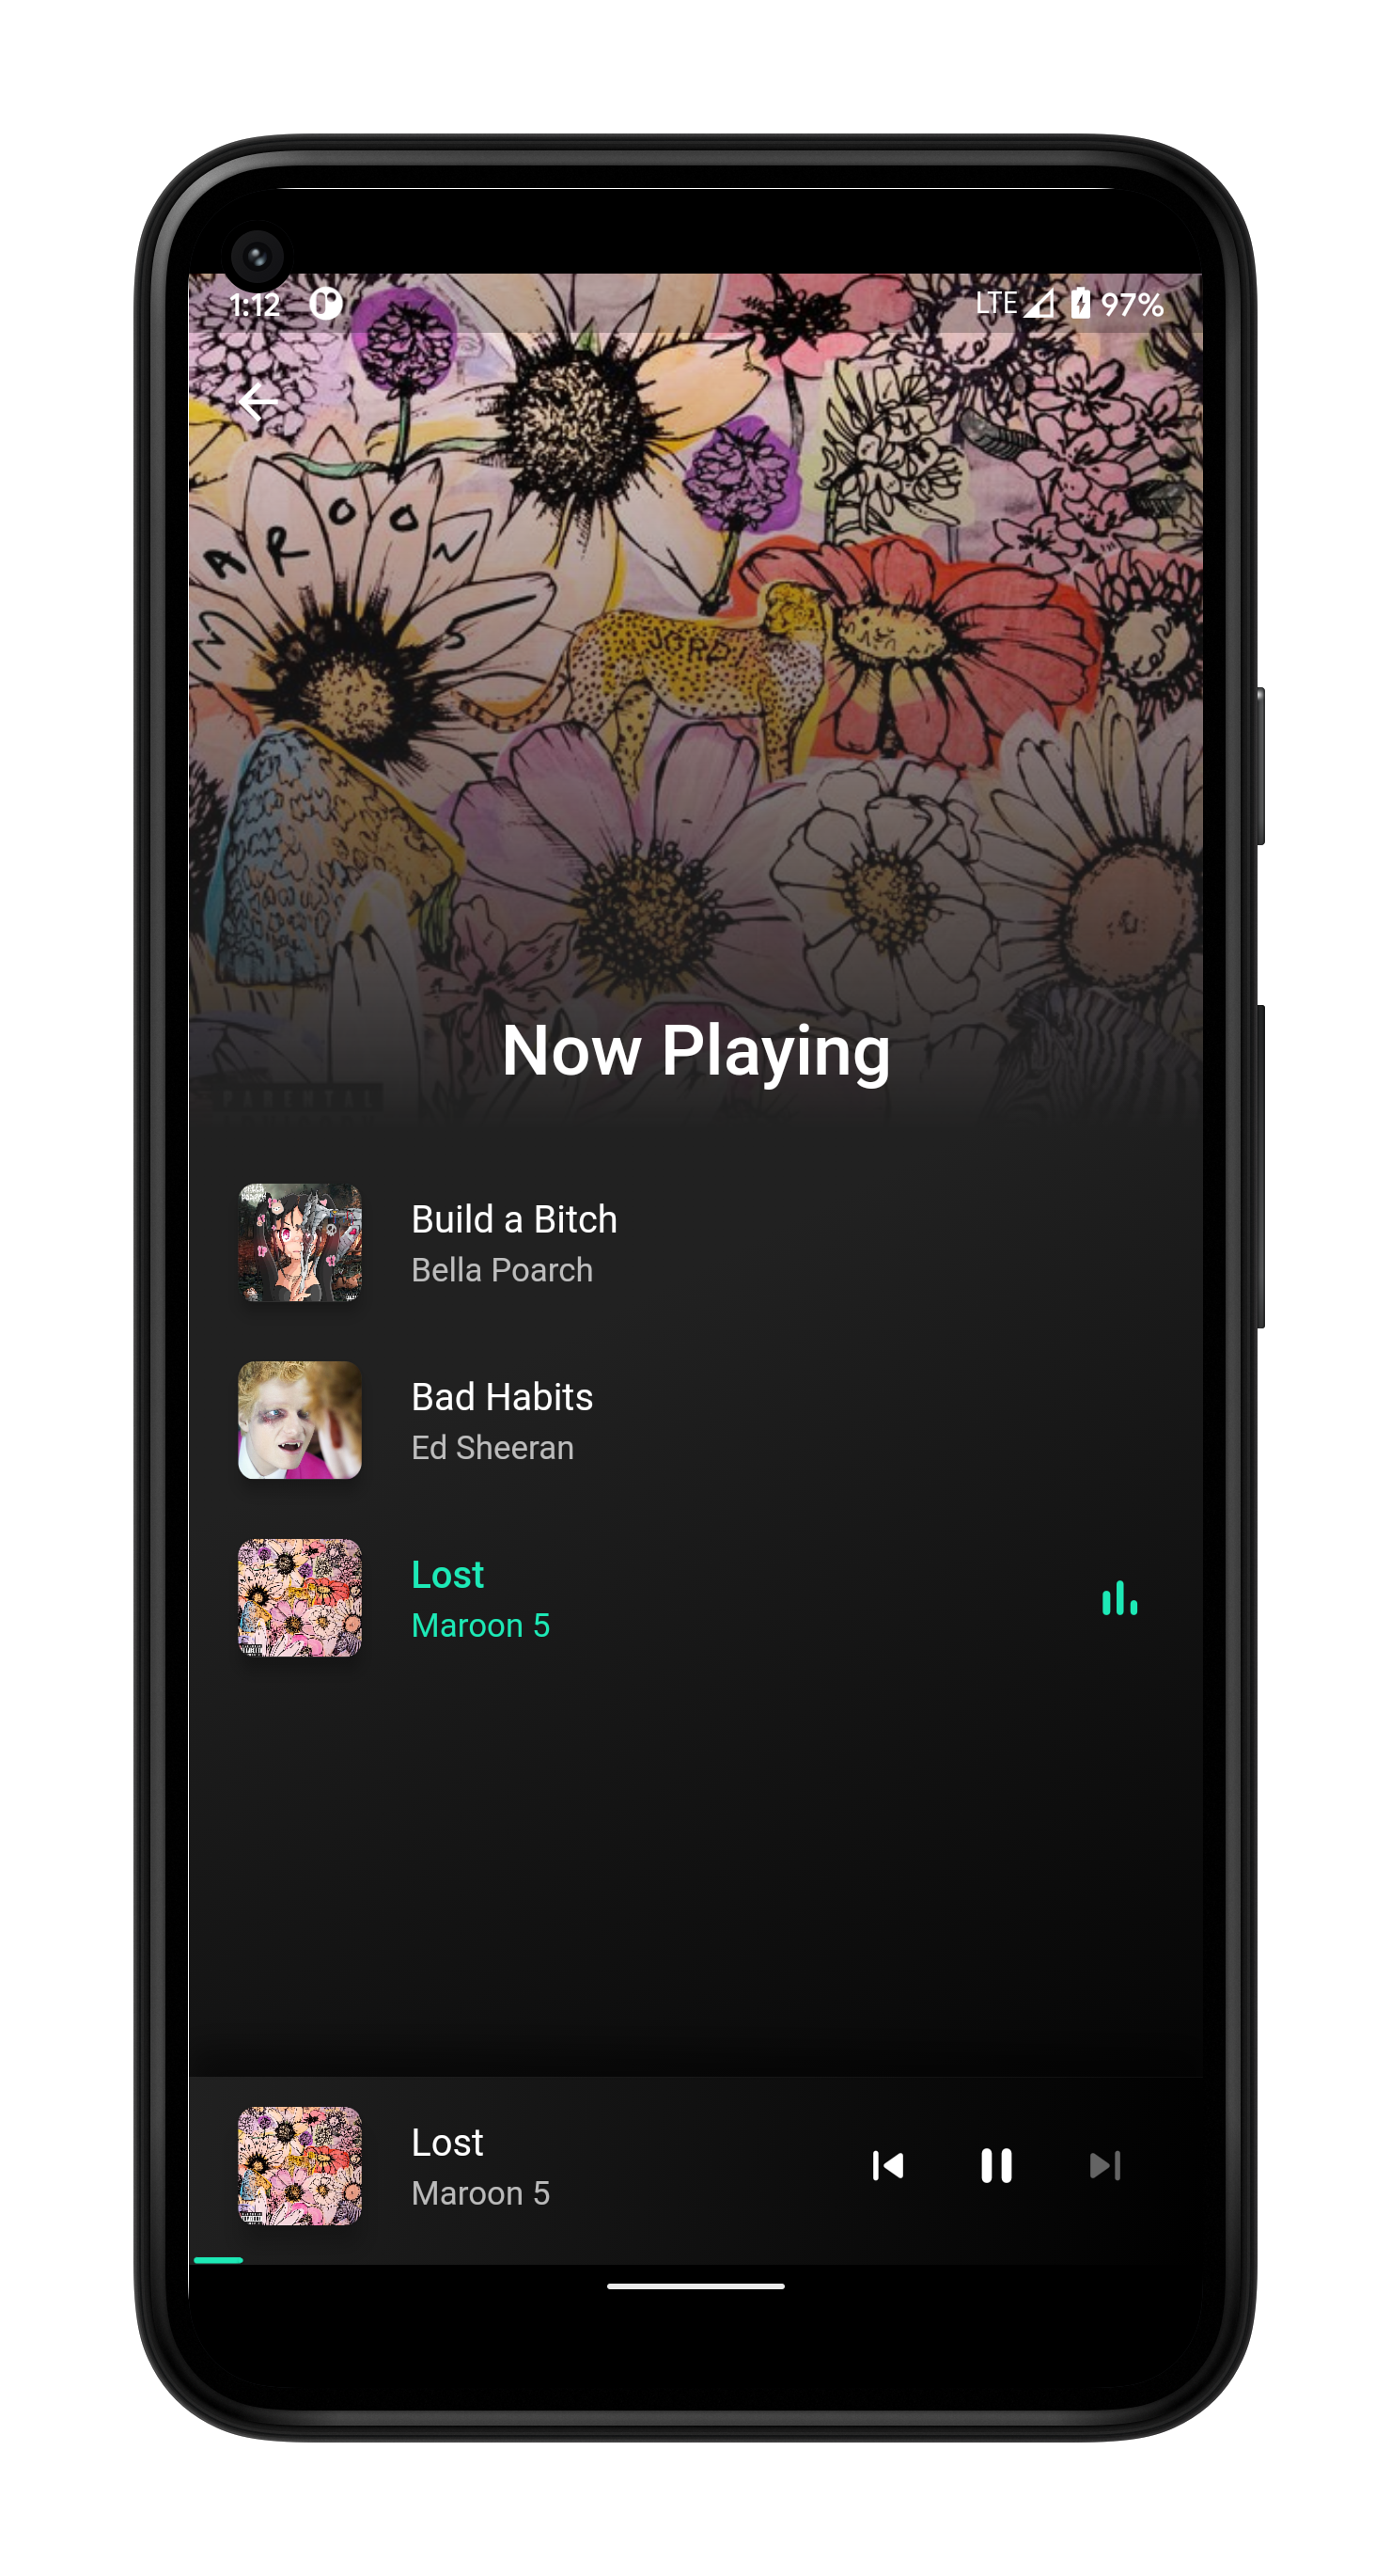 1:12 LTE 97%
MAROON 5
JORDI
Now Playing
PARENTAL
Build a Bitch
Bella Poarch
Bad Habits
Ed Sheeran
Lost
Maroon 5
Lost
Maroon 5